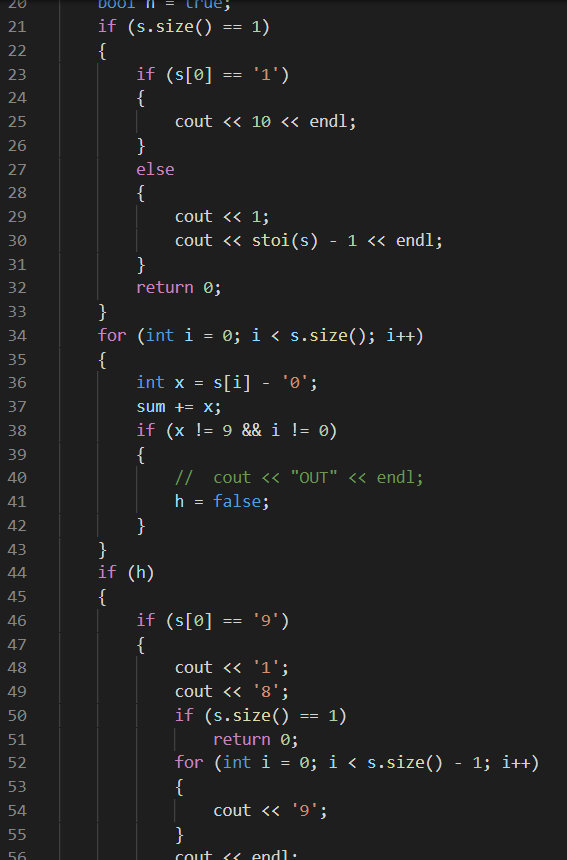 20 bool h = true;
21 if (s.size() == 1)
22 {
23 if (s[0] == '1')
24 {
25 cout << 10 << endl;
26 }
27 else
28 {
29 cout << 1;
30 cout << stoi(s) - 1 << endl;
31 }
32 return 0;
33 }
34 for (int i = 0; i < s.size(); i++)
35 {
36 int x = s[i] - '0';
37 sum += x;
38 if (x != 9 && i != 0)
39 {
40 //  cout << "OUT" << endl;
41 h = false;
42 }
43 }
44 if (h)
45 {
46 if (s[0] == '9')
47 {
48 cout << '1';
49 cout << '8';
50 if (s.size() == 1)
51 return 0;
52 for (int i = 0; i < s.size() - 1; i++)
53 {
54 cout << '9';
55 }
56 cout << endl;